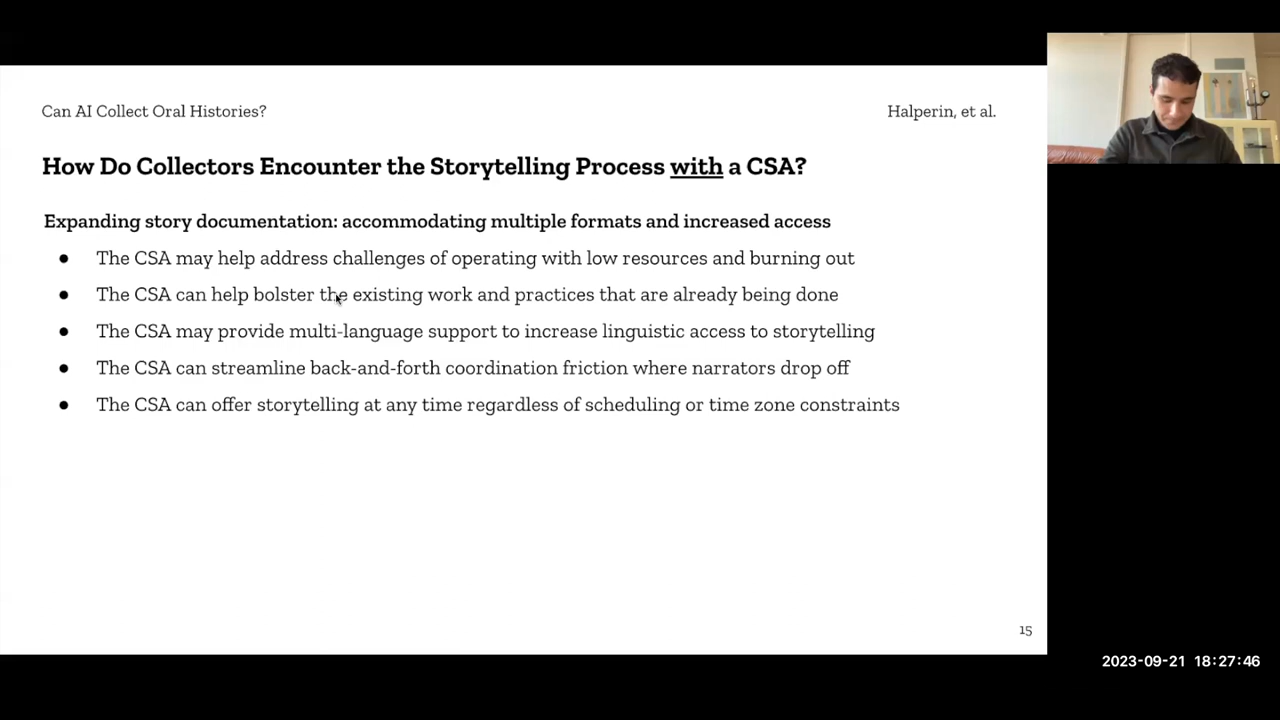 Can AI Collect Oral Histories?
Halperin, et al.
How Do Collectors Encounter the Storytelling Process with a CSA?
Expanding story documentation: accommodating multiple formats and increased access
● The CSA may help address challenges of operating with low resources and burning out
● The CSA can help bolster the existing work and practices that are already being done
● The CSA may provide multi-language support to increase linguistic access to storytelling
● The CSA can streamline back-and-forth coordination friction where narrators drop off
● The CSA can offer storytelling at any time regardless of scheduling or time zone constraints
15
2023-09-21 18:27:46